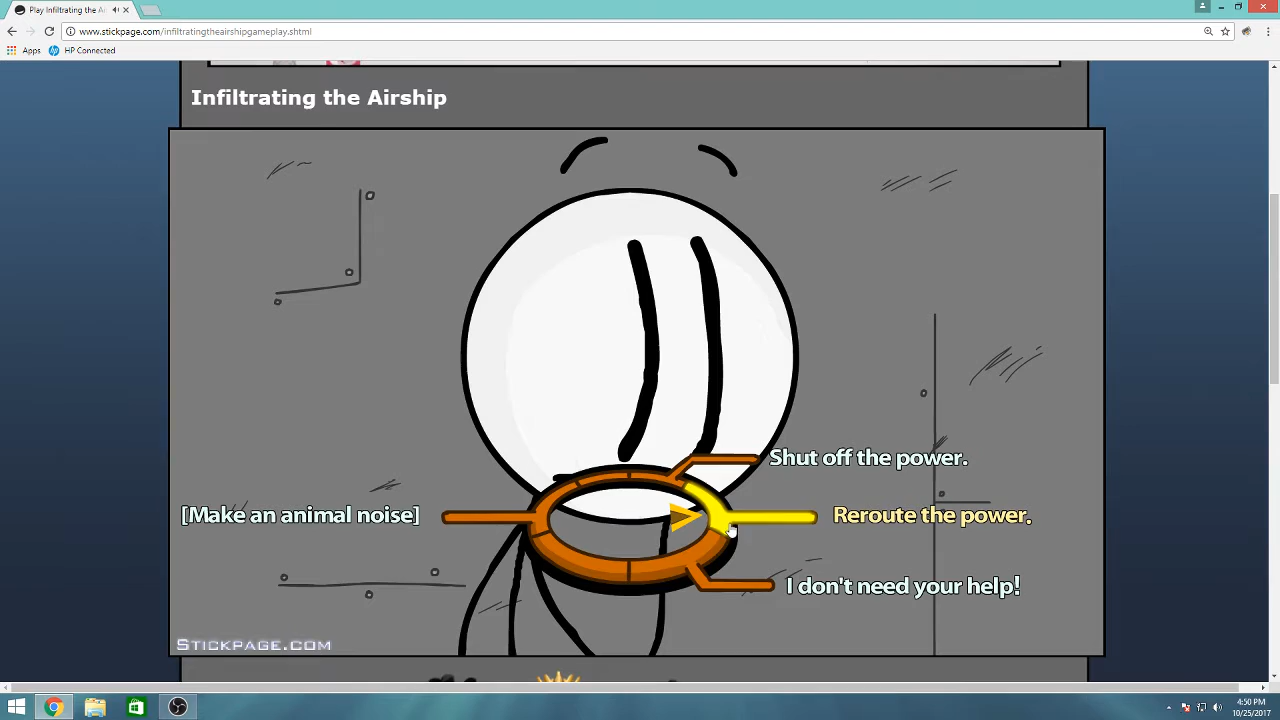 Play Infiltrating the Ai
www.stickpage.com/infiltratingtheairshipgameplay.shtml
Apps
HP Connected
Infiltrating the Airship
Shut off the power.
[Make an animal noise]
Reroute the power.
I don't need your help!
STICKPAGE.COM
4:50 PM
10/25/2017